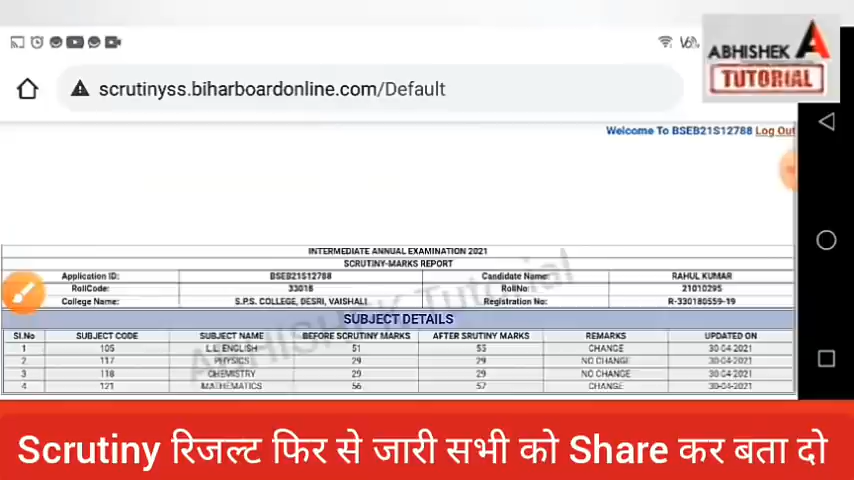 ABHISHEK
TUTORIAL
scrutinyss.biharboardonline.com/Default
Welcome To BSEB21S12788 Log Out
INTERMEDIATE ANNUAL EXAMINATION 2021
SCRUTINY-MARKS REPORT
Application ID: BSEB21S12788 Candidate Name: RAHUL KUMAR
RollCode: 33018 RollNo: 21010295
College Name: S.P.S. COLLEGE, DESRI, VAISHALI Registration No: R-330180559-19
SUBJECT DETAILS
Sl.No SUBJECT CODE SUBJECT NAME BEFORE SCRUTINY MARKS AFTER SRUTINY MARKS REMARKS UPDATED ON
1 105 L.L. ENGLISH 51 55 CHANGE 30-04-2021
2 117 PHYSICS 29 29 NO CHANGE 30-04-2021
3 118 CHEMISTRY 29 29 NO CHANGE 30-04-2021
4 121 MATHEMATICS 56 57 CHANGE 30-04-2021
ABHISHEK Tutorial
Scrutiny रिजल्ट फिर से जारी सभी को Share कर बता दो